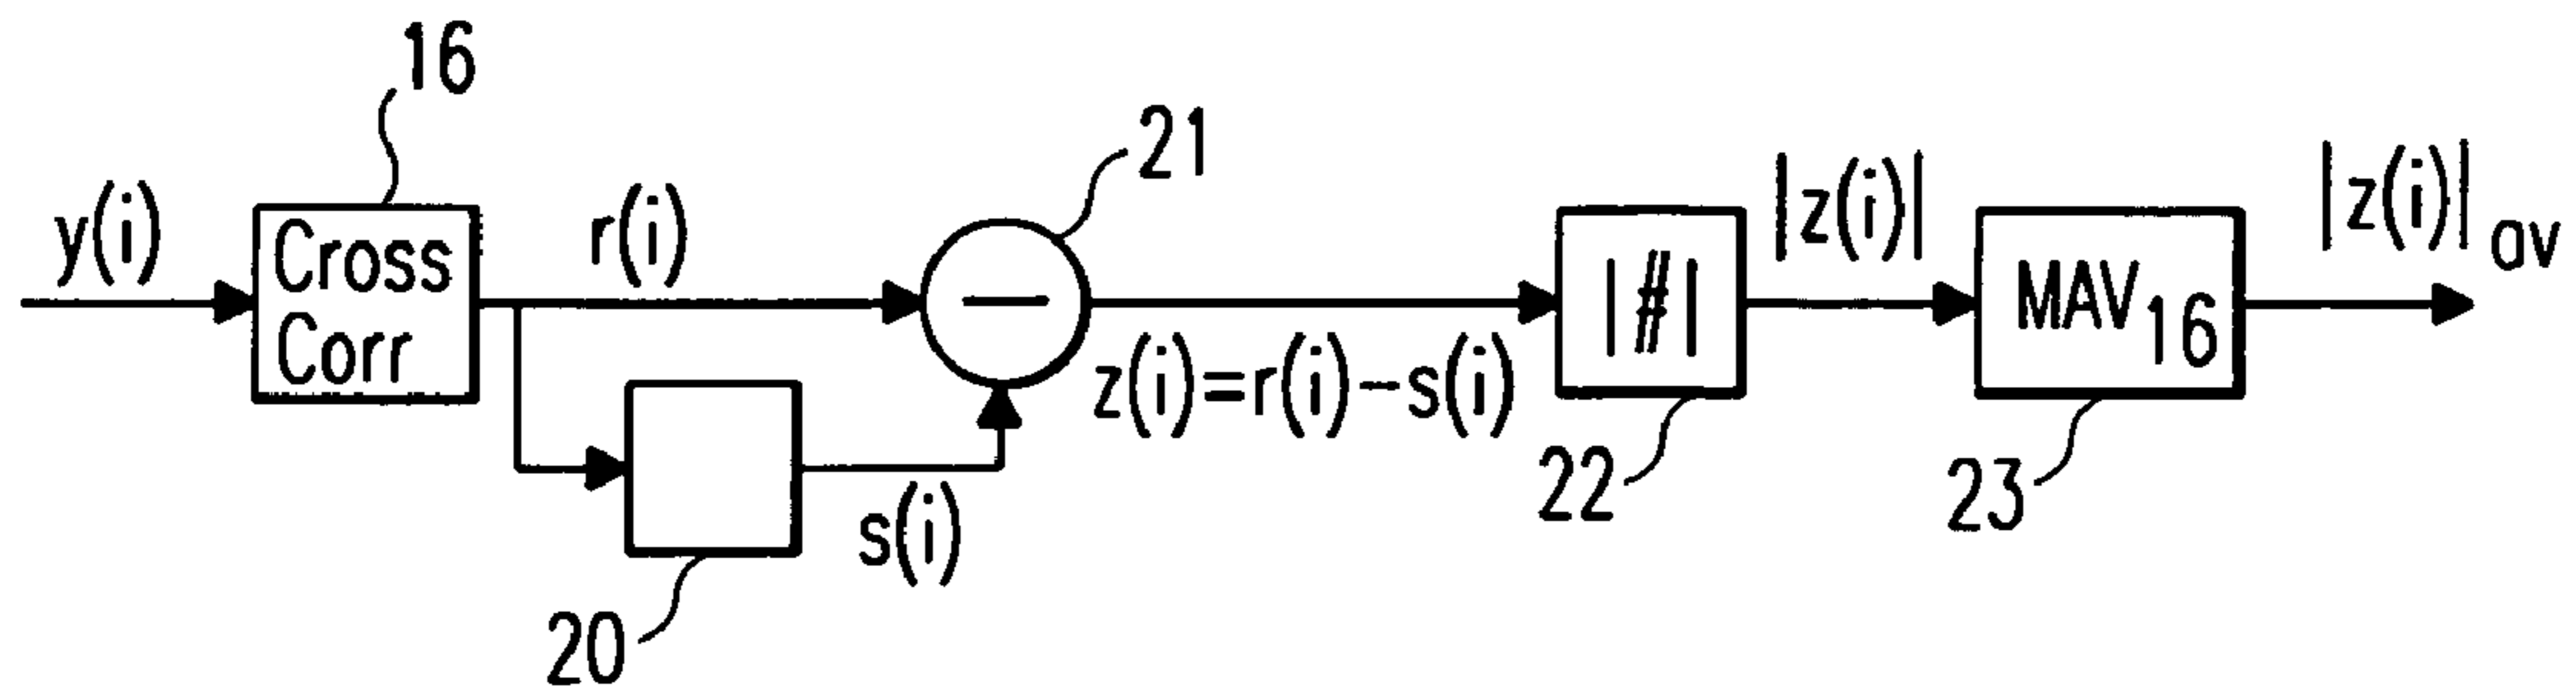 16
y(i)
Cross
Corr
r(i)
21
z(i)=r(i)-s(i)
20
s(i)
|#|
22
|z(i)|
MAV16
23
|z(i)|av